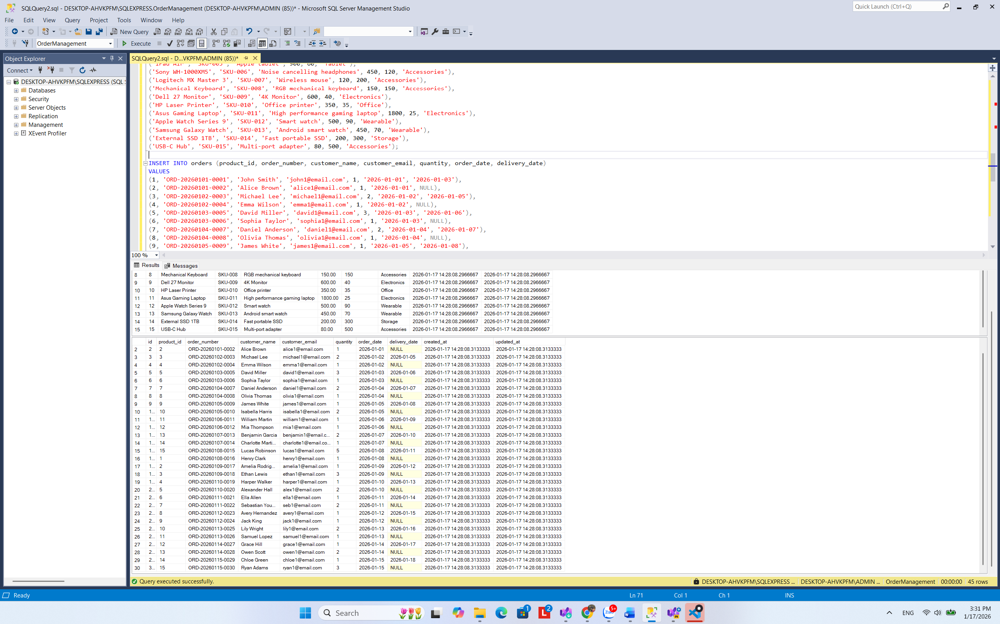 SQLQuery2.sql - DESKTOP-AHVKPFM\SQLEXPRESS.OrderManagement (DESKTOP-AHVKPFM\ADMIN (85))* - Microsoft SQL Server Management Studio
Quick Launch (Ctrl+Q)
File Edit View Query Project Tools Window Help
New Query MDX DMX XMLA DAX
OrderManagement Execute
Object Explorer
Connect
DESKTOP-AHVKPFM\SQLEXPRESS (SQL
Databases
Security
Server Objects
Replication
Management
XEvent Profiler
SQLQuery2.sql - D...VKPFM\ADMIN (85))*
('iPad Air', 'SKU-005', 'Apple tablet', 900, 60, 'Tablet'),
('Sony WH-1000XM5', 'SKU-006', 'Noise cancelling headphones', 450, 120, 'Accessories'),
('Logitech MX Master 3', 'SKU-007', 'Wireless mouse', 120, 200, 'Accessories'),
('Mechanical Keyboard', 'SKU-008', 'RGB mechanical keyboard', 150, 150, 'Accessories'),
('Dell 27 Monitor', 'SKU-009', '4K Monitor', 600, 40, 'Electronics'),
('HP Laser Printer', 'SKU-010', 'Office printer', 350, 35, 'Office'),
('Asus Gaming Laptop', 'SKU-011', 'High performance gaming laptop', 1800, 25, 'Electronics'),
('Apple Watch Series 9', 'SKU-012', 'Smart watch', 500, 90, 'Wearable'),
('Samsung Galaxy Watch', 'SKU-013', 'Android smart watch', 450, 70, 'Wearable'),
('External SSD 1TB', 'SKU-014', 'Fast portable SSD', 200, 300, 'Storage'),
('USB-C Hub', 'SKU-015', 'Multi-port adapter', 80, 500, 'Accessories');
INSERT INTO orders (product_id, order_number, customer_name, customer_email, quantity, order_date, delivery_date)
VALUES
(1, 'ORD-20260101-0001', 'John Smith', 'john1@email.com', 1, '2026-01-01', '2026-01-03'),
(2, 'ORD-20260101-0002', 'Alice Brown', 'alice1@email.com', 1, '2026-01-01', NULL),
(3, 'ORD-20260102-0003', 'Michael Lee', 'michael1@email.com', 2, '2026-01-02', '2026-01-05'),
(4, 'ORD-20260102-0004', 'Emma Wilson', 'emma1@email.com', 1, '2026-01-02', NULL),
(5, 'ORD-20260103-0005', 'David Miller', 'david1@email.com', 3, '2026-01-03', '2026-01-06'),
(6, 'ORD-20260103-0006', 'Sophia Taylor', 'sophia1@email.com', 1, '2026-01-03', NULL),
(7, 'ORD-20260104-0007', 'Daniel Anderson', 'daniel1@email.com', 2, '2026-01-04', '2026-01-07'),
(8, 'ORD-20260104-0008', 'Olivia Thomas', 'olivia1@email.com', 1, '2026-01-04', NULL),
(9, 'ORD-20260105-0009', 'James White', 'james1@email.com', 1, '2026-01-05', '2026-01-08'),
100 %
Results Messages
8 8 Mechanical Keyboard SKU-008 RGB mechanical keyboard 150.00 150 Accessories 2026-01-17 14:28:08.2966667 2026-01-17 14:28:08.2966667
9 9 Dell 27 Monitor SKU-009 4K Monitor 600.00 40 Electronics 2026-01-17 14:28:08.2966667 2026-01-17 14:28:08.2966667
10 10 HP Laser Printer SKU-010 Office printer 350.00 35 Office 2026-01-17 14:28:08.2966667 2026-01-17 14:28:08.2966667
11 11 Asus Gaming Laptop SKU-011 High performance gaming laptop 1800.00 25 Electronics 2026-01-17 14:28:08.2966667 2026-01-17 14:28:08.2966667
12 12 Apple Watch Series 9 SKU-012 Smart watch 500.00 90 Wearable 2026-01-17 14:28:08.2966667 2026-01-17 14:28:08.2966667
13 13 Samsung Galaxy Watch SKU-013 Android smart watch 450.00 70 Wearable 2026-01-17 14:28:08.2966667 2026-01-17 14:28:08.2966667
14 14 External SSD 1TB SKU-014 Fast portable SSD 200.00 300 Storage 2026-01-17 14:28:08.2966667 2026-01-17 14:28:08.2966667
15 15 USB-C Hub SKU-015 Multi-port adapter 80.00 500 Accessories 2026-01-17 14:28:08.2966667 2026-01-17 14:28:08.2966667
id product_id order_number customer_name customer_email quantity order_date delivery_date created_at updated_at
2 2 2 ORD-20260101-0002 Alice Brown alice1@email.com 1 2026-01-01 NULL 2026-01-17 14:28:08.3133333 2026-01-17 14:28:08.3133333
3 3 3 ORD-20260102-0003 Michael Lee michael1@email.com 2 2026-01-02 2026-01-05 2026-01-17 14:28:08.3133333 2026-01-17 14:28:08.3133333
4 4 4 ORD-20260102-0004 Emma Wilson emma1@email.com 1 2026-01-02 NULL 2026-01-17 14:28:08.3133333 2026-01-17 14:28:08.3133333
5 5 5 ORD-20260103-0005 David Miller david1@email.com 3 2026-01-03 2026-01-06 2026-01-17 14:28:08.3133333 2026-01-17 14:28:08.3133333
6 6 6 ORD-20260103-0006 Sophia Taylor sophia1@email.com 1 2026-01-03 NULL 2026-01-17 14:28:08.3133333 2026-01-17 14:28:08.3133333
7 7 7 ORD-20260104-0007 Daniel Anderson daniel1@email.com 2 2026-01-04 2026-01-07 2026-01-17 14:28:08.3133333 2026-01-17 14:28:08.3133333
8 8 8 ORD-20260104-0008 Olivia Thomas olivia1@email.com 1 2026-01-04 NULL 2026-01-17 14:28:08.3133333 2026-01-17 14:28:08.3133333
9 9 9 ORD-20260105-0009 James White james1@email.com 1 2026-01-05 2026-01-08 2026-01-17 14:28:08.3133333 2026-01-17 14:28:08.3133333
10 1... 10 ORD-20260105-0010 Isabella Harris isabella1@email.com 2 2026-01-05 NULL 2026-01-17 14:28:08.3133333 2026-01-17 14:28:08.3133333
11 1... 11 ORD-20260106-0011 William Martin william1@email.com 1 2026-01-06 2026-01-09 2026-01-17 14:28:08.3133333 2026-01-17 14:28:08.3133333
12 1... 12 ORD-20260106-0012 Mia Thompson mia1@email.com 1 2026-01-06 NULL 2026-01-17 14:28:08.3133333 2026-01-17 14:28:08.3133333
13 1... 13 ORD-20260107-0013 Benjamin Garcia benjamin1@email.c... 2 2026-01-07 2026-01-10 2026-01-17 14:28:08.3133333 2026-01-17 14:28:08.3133333
14 1... 14 ORD-20260107-0014 Charlotte Marti... charlotte1@email.co... 1 2026-01-07 NULL 2026-01-17 14:28:08.3133333 2026-01-17 14:28:08.3133333
15 1... 15 ORD-20260108-0015 Lucas Robinson lucas1@email.com 5 2026-01-08 2026-01-11 2026-01-17 14:28:08.3133333 2026-01-17 14:28:08.3133333
16 1... 1 ORD-20260108-0016 Henry Clark henry1@email.com 1 2026-01-08 NULL 2026-01-17 14:28:08.3133333 2026-01-17 14:28:08.3133333
17 1... 2 ORD-20260109-0017 Amelia Rodrig... amelia1@email.com 1 2026-01-09 2026-01-12 2026-01-17 14:28:08.3133333 2026-01-17 14:28:08.3133333
18 1... 3 ORD-20260109-0018 Ethan Lewis ethan1@email.com 3 2026-01-09 NULL 2026-01-17 14:28:08.3133333 2026-01-17 14:28:08.3133333
19 1... 4 ORD-20260110-0019 Harper Walker harper1@email.com 1 2026-01-10 2026-01-13 2026-01-17 14:28:08.3133333 2026-01-17 14:28:08.3133333
20 2... 5 ORD-20260110-0020 Alexander Hall alex1@email.com 2 2026-01-10 NULL 2026-01-17 14:28:08.3133333 2026-01-17 14:28:08.3133333
21 2... 6 ORD-20260111-0021 Ella Allen ella1@email.com 1 2026-01-11 2026-01-14 2026-01-17 14:28:08.3133333 2026-01-17 14:28:08.3133333
22 2... 7 ORD-20260111-0022 Sebastian You... seb1@email.com 2 2026-01-11 NULL 2026-01-17 14:28:08.3133333 2026-01-17 14:28:08.3133333
23 2... 8 ORD-20260112-0023 Avery Hernandez avery1@email.com 1 2026-01-12 2026-01-15 2026-01-17 14:28:08.3133333 2026-01-17 14:28:08.3133333
24 2... 9 ORD-20260112-0024 Jack King jack1@email.com 1 2026-01-12 NULL 2026-01-17 14:28:08.3133333 2026-01-17 14:28:08.3133333
25 2... 10 ORD-20260113-0025 Lily Wright lily1@email.com 2 2026-01-13 2026-01-16 2026-01-17 14:28:08.3133333 2026-01-17 14:28:08.3133333
26 2... 11 ORD-20260113-0026 Samuel Lopez samuel1@email.com 1 2026-01-13 NULL 2026-01-17 14:28:08.3133333 2026-01-17 14:28:08.3133333
27 2... 12 ORD-20260114-0027 Grace Hill grace1@email.com 1 2026-01-14 2026-01-17 2026-01-17 14:28:08.3133333 2026-01-17 14:28:08.3133333
28 2... 13 ORD-20260114-0028 Owen Scott owen1@email.com 2 2026-01-14 NULL 2026-01-17 14:28:08.3133333 2026-01-17 14:28:08.3133333
29 2... 14 ORD-20260115-0029 Chloe Green chloe1@email.com 1 2026-01-15 2026-01-18 2026-01-17 14:28:08.3133333 2026-01-17 14:28:08.3133333
30 3... 15 ORD-20260115-0030 Ryan Adams ryan1@email.com 3 2026-01-15 NULL 2026-01-17 14:28:08.3133333 2026-01-17 14:28:08.3133333
Query executed successfully. DESKTOP-AHVKPFM\SQLEXPRESS ... DESKTOP-AHVKPFM\ADMIN ... OrderManagement 00:00:00 45 rows
Ready Ln 71 Col 1 Ch 1 INS
Search 1 L 2 Zalo 5+ W IN ENG 3:31 PM
1/17/2026